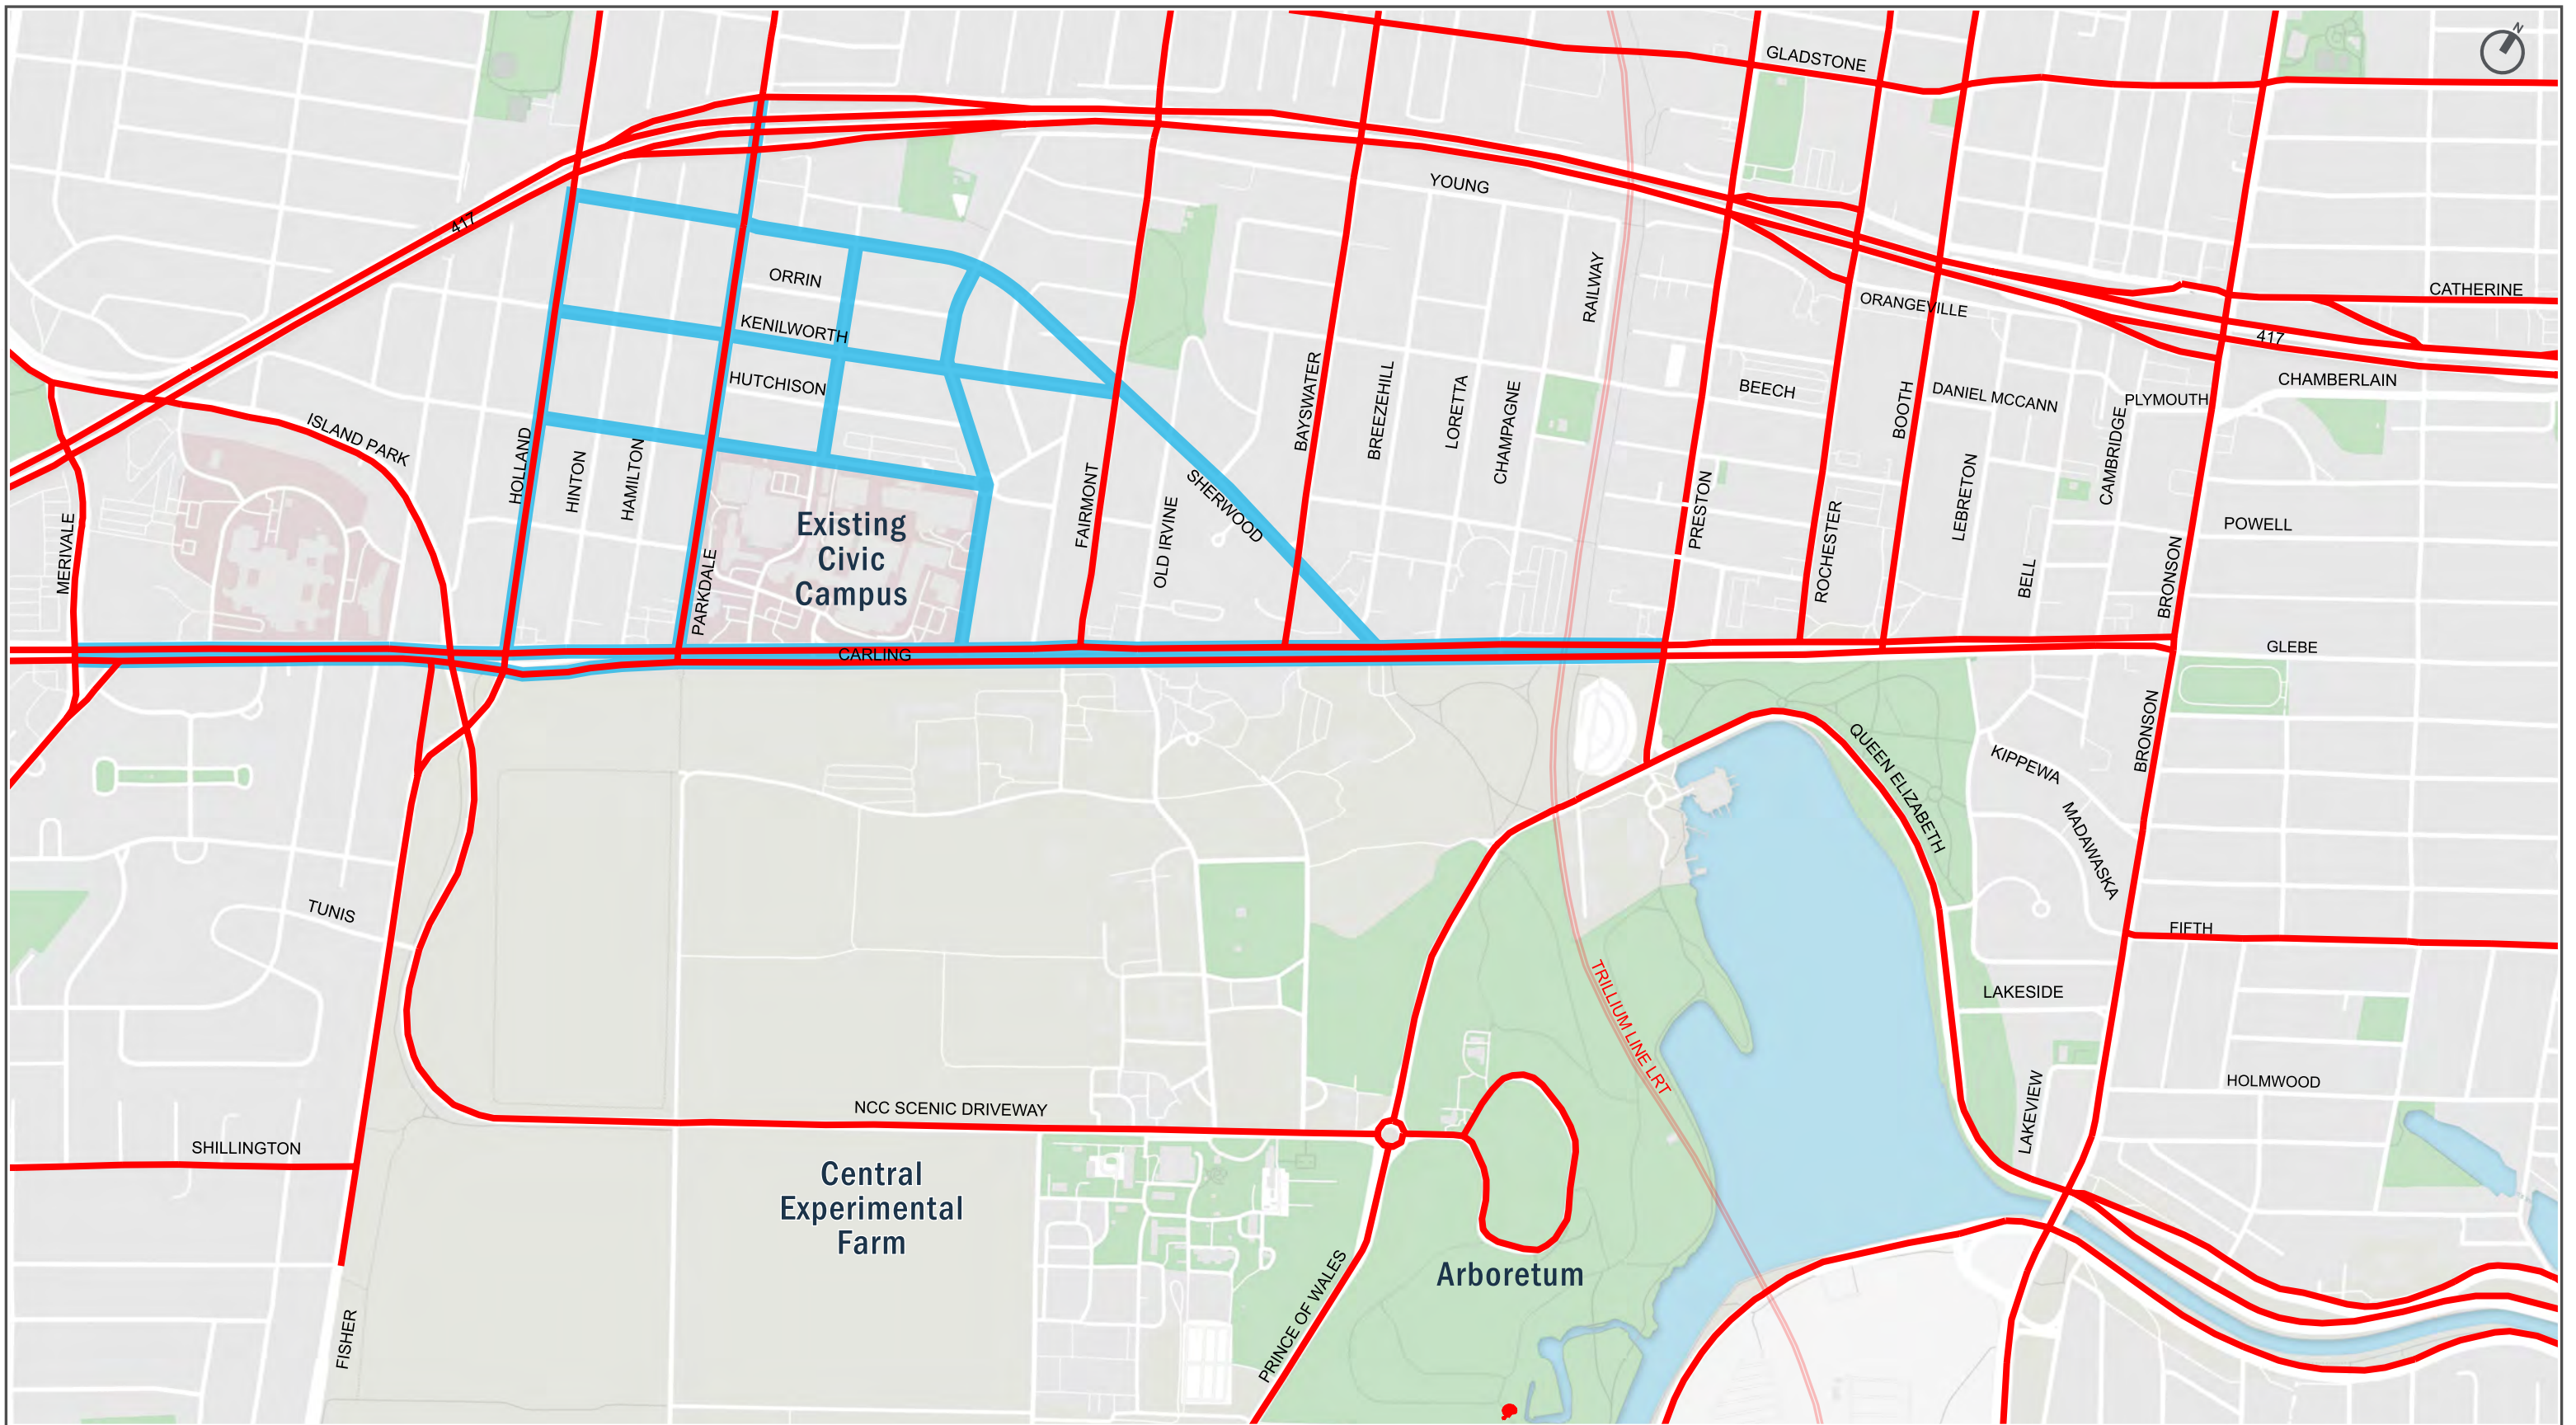 N
GLADSTONE
YOUNG
417
ORRIN
KENILWORTH
HUTCHISON
RAILWAY
ORANGEVILLE
CATHERINE
417
CHAMBERLAIN
BEECH
BOOTH
DANIEL MCCANN
PLYMOUTH
CAMBRIDGE
ISLAND PARK
HOLLAND
HINTON
HAMILTON
BAYSWATER
BREEZEHILL
LORETTA
CHAMPAGNE
FAIRMONT
OLD IRVINE
SHERWOOD
PRESTON
ROCHESTER
LEBRETON
BELL
BRONSON
POWELL
MERIVALE
PARKDALE
Existing
Civic
Campus
CARLING
GLEBE
QUEEN ELIZABETH
KIPPEWA
MADAWASKA
BRONSON
TUNIS
FIFTH
TRILLIUM LINE LRT
LAKESIDE
LAKEVIEW
HOLMWOOD
NCC SCENIC DRIVEWAY
SHILLINGTON
Central
Experimental
Farm
Arboretum
PRINCE OF WALES
FISHER